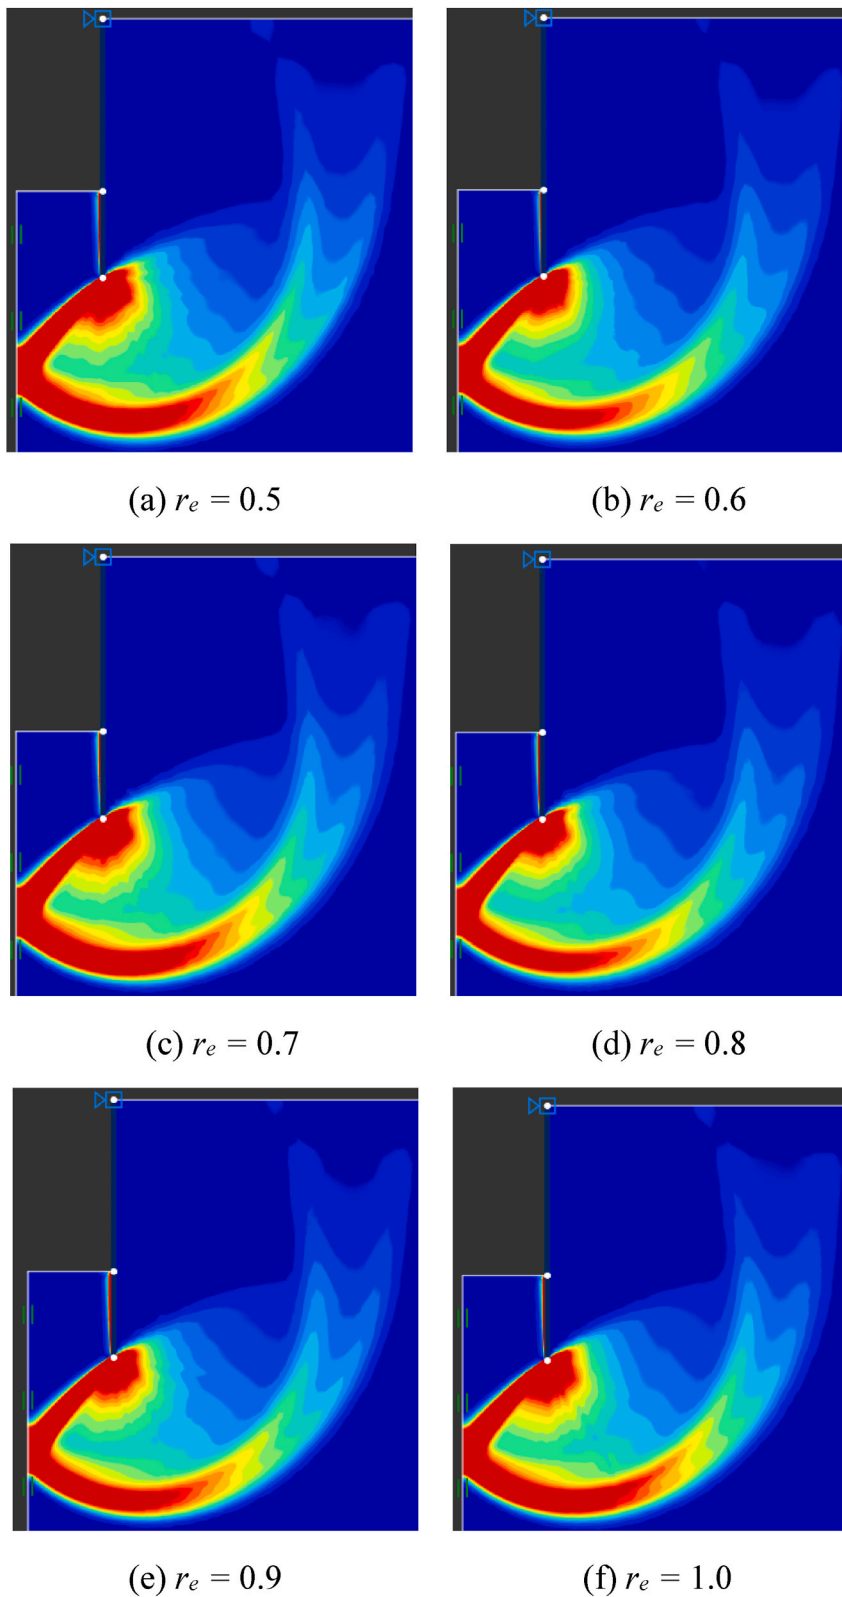 (a) rₑ = 0.5
(b) rₑ = 0.6
(c) rₑ = 0.7
(d) rₑ = 0.8
(e) rₑ = 0.9
(f) rₑ = 1.0